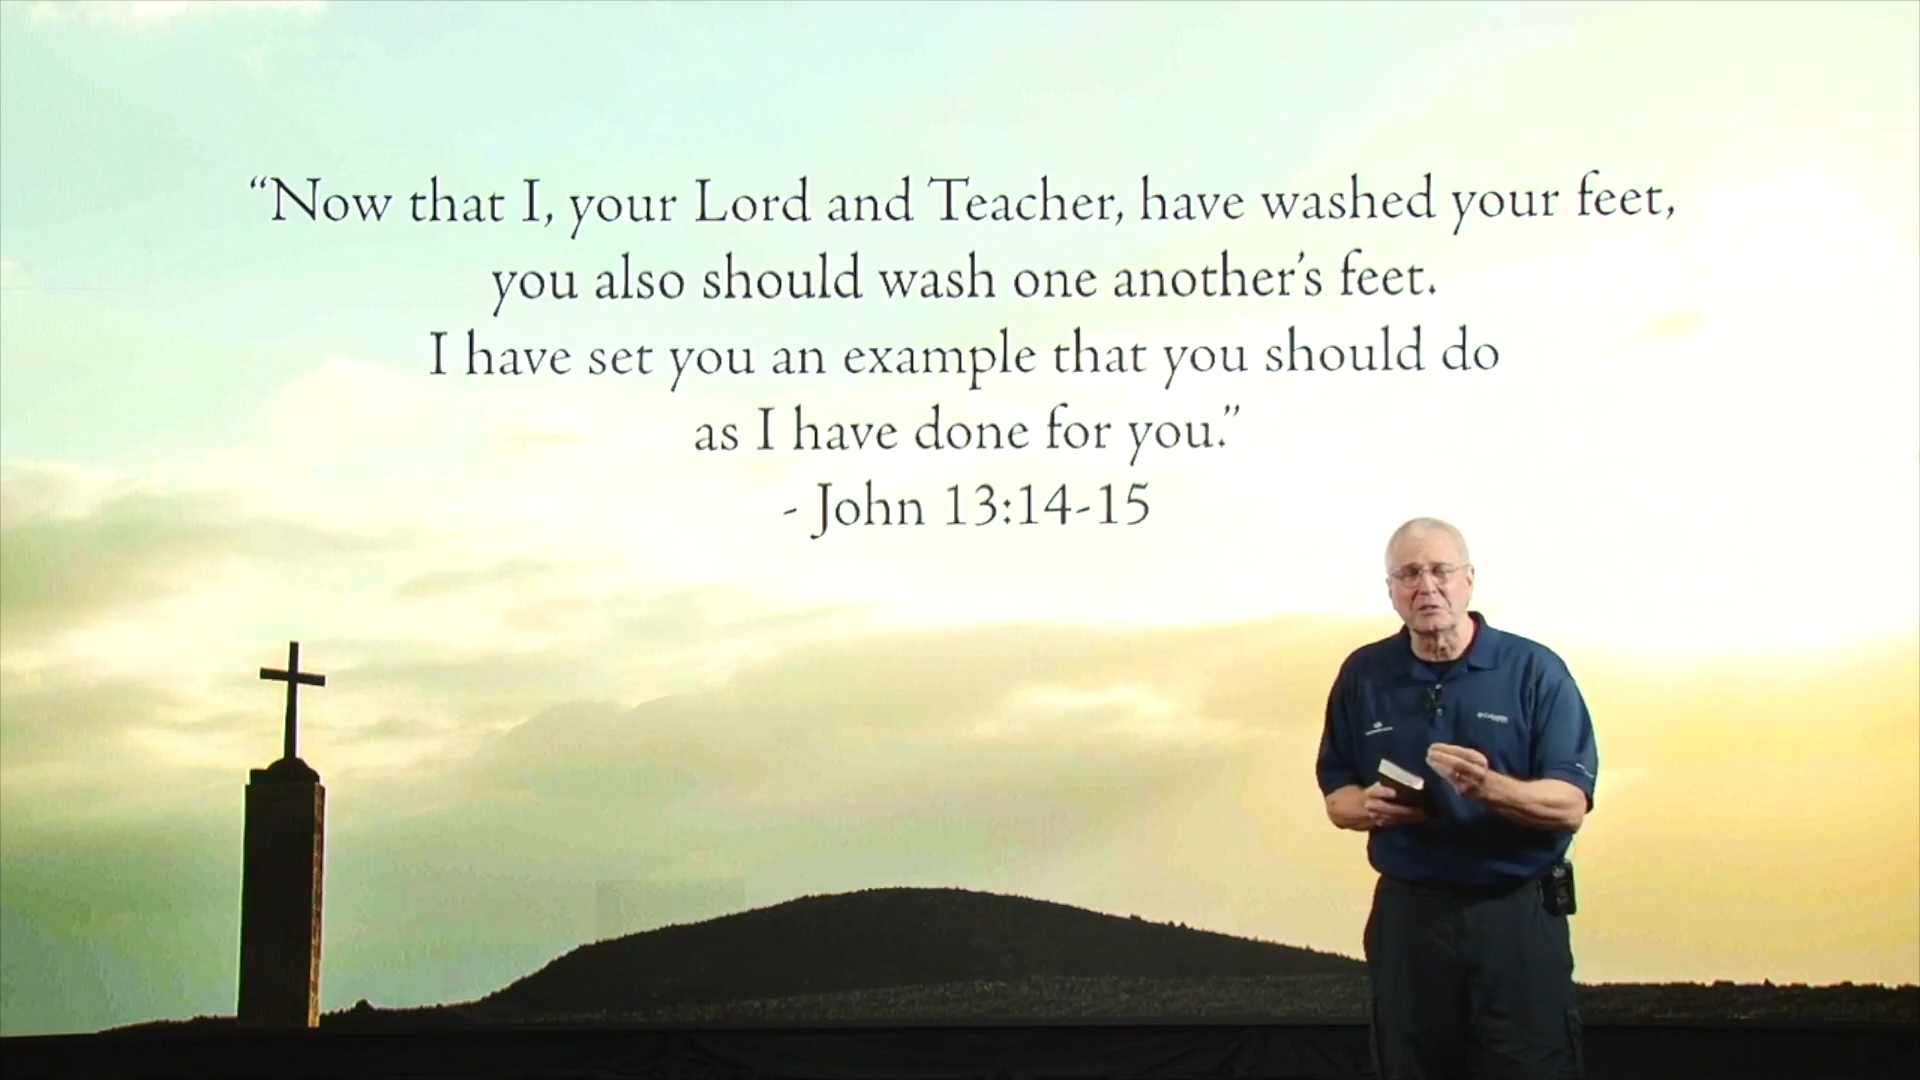 “Now that I, your Lord and Teacher, have washed your feet,
you also should wash one another’s feet.
I have set you an example that you should do
as I have done for you.”
- John 13:14-15
Columbia